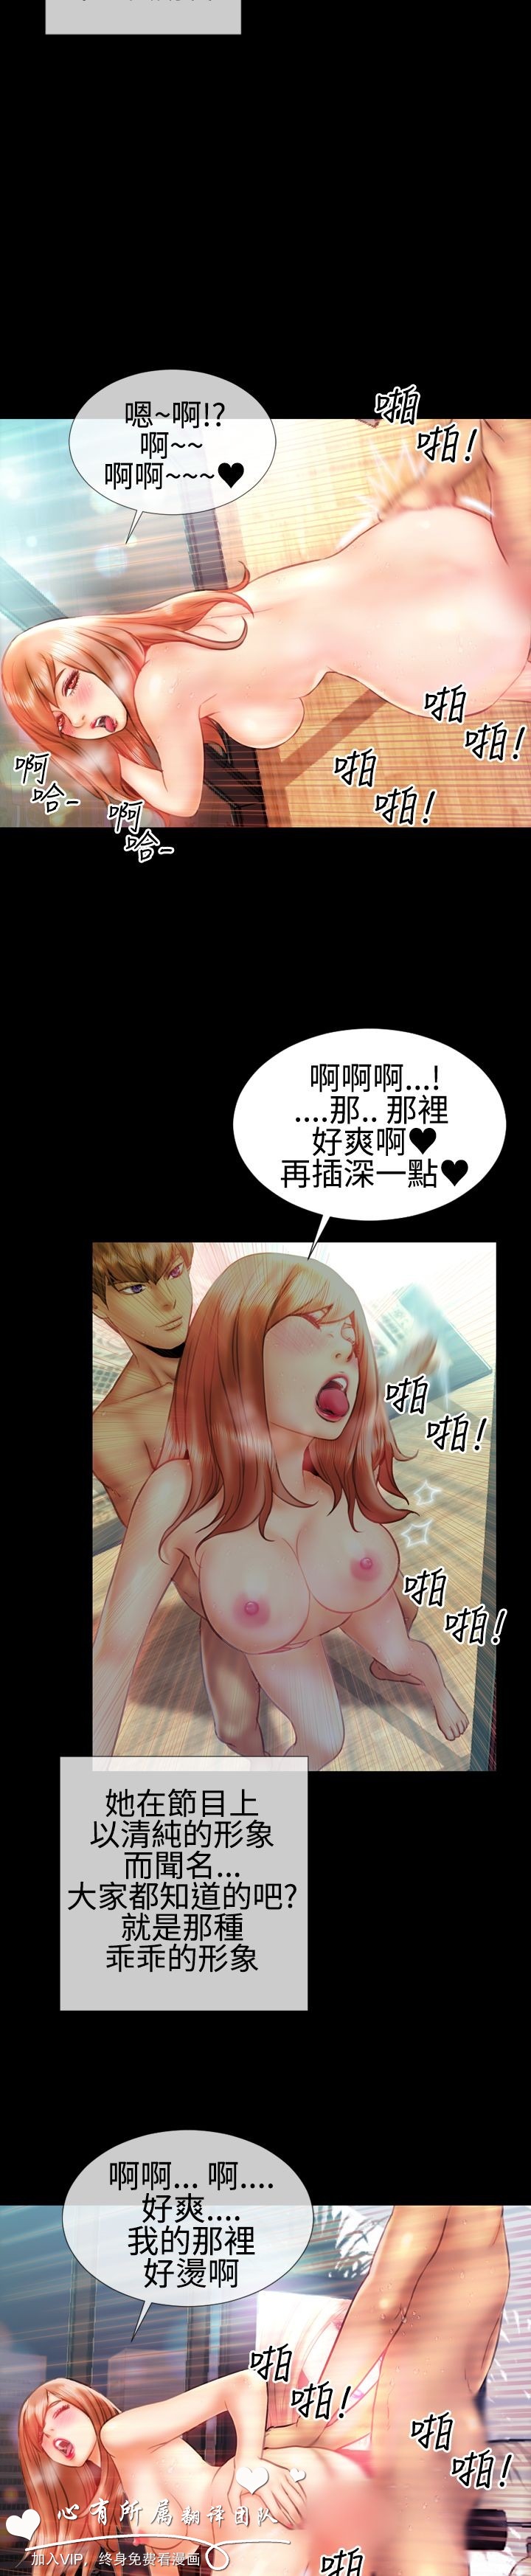 嗯~啊!?
啊~~
啊啊~~~♥
啪
啪!
啪
啪!
啪
啪!
啊
哈-
啊
哈-
啊啊啊...!
....那.. 那裡
好爽啊♥
再插深一點♥
啪
啪!
啪
啪!
她在節目上
以清純的形象
而聞名...
大家都知道的吧?
就是那種
乖乖的形象
啊啊... 啊....
好爽....
我的那裡
好燙啊
啪
啪!
啪
啪!
啪
心有所属翻译团队
加入VIP，终身免费看漫画